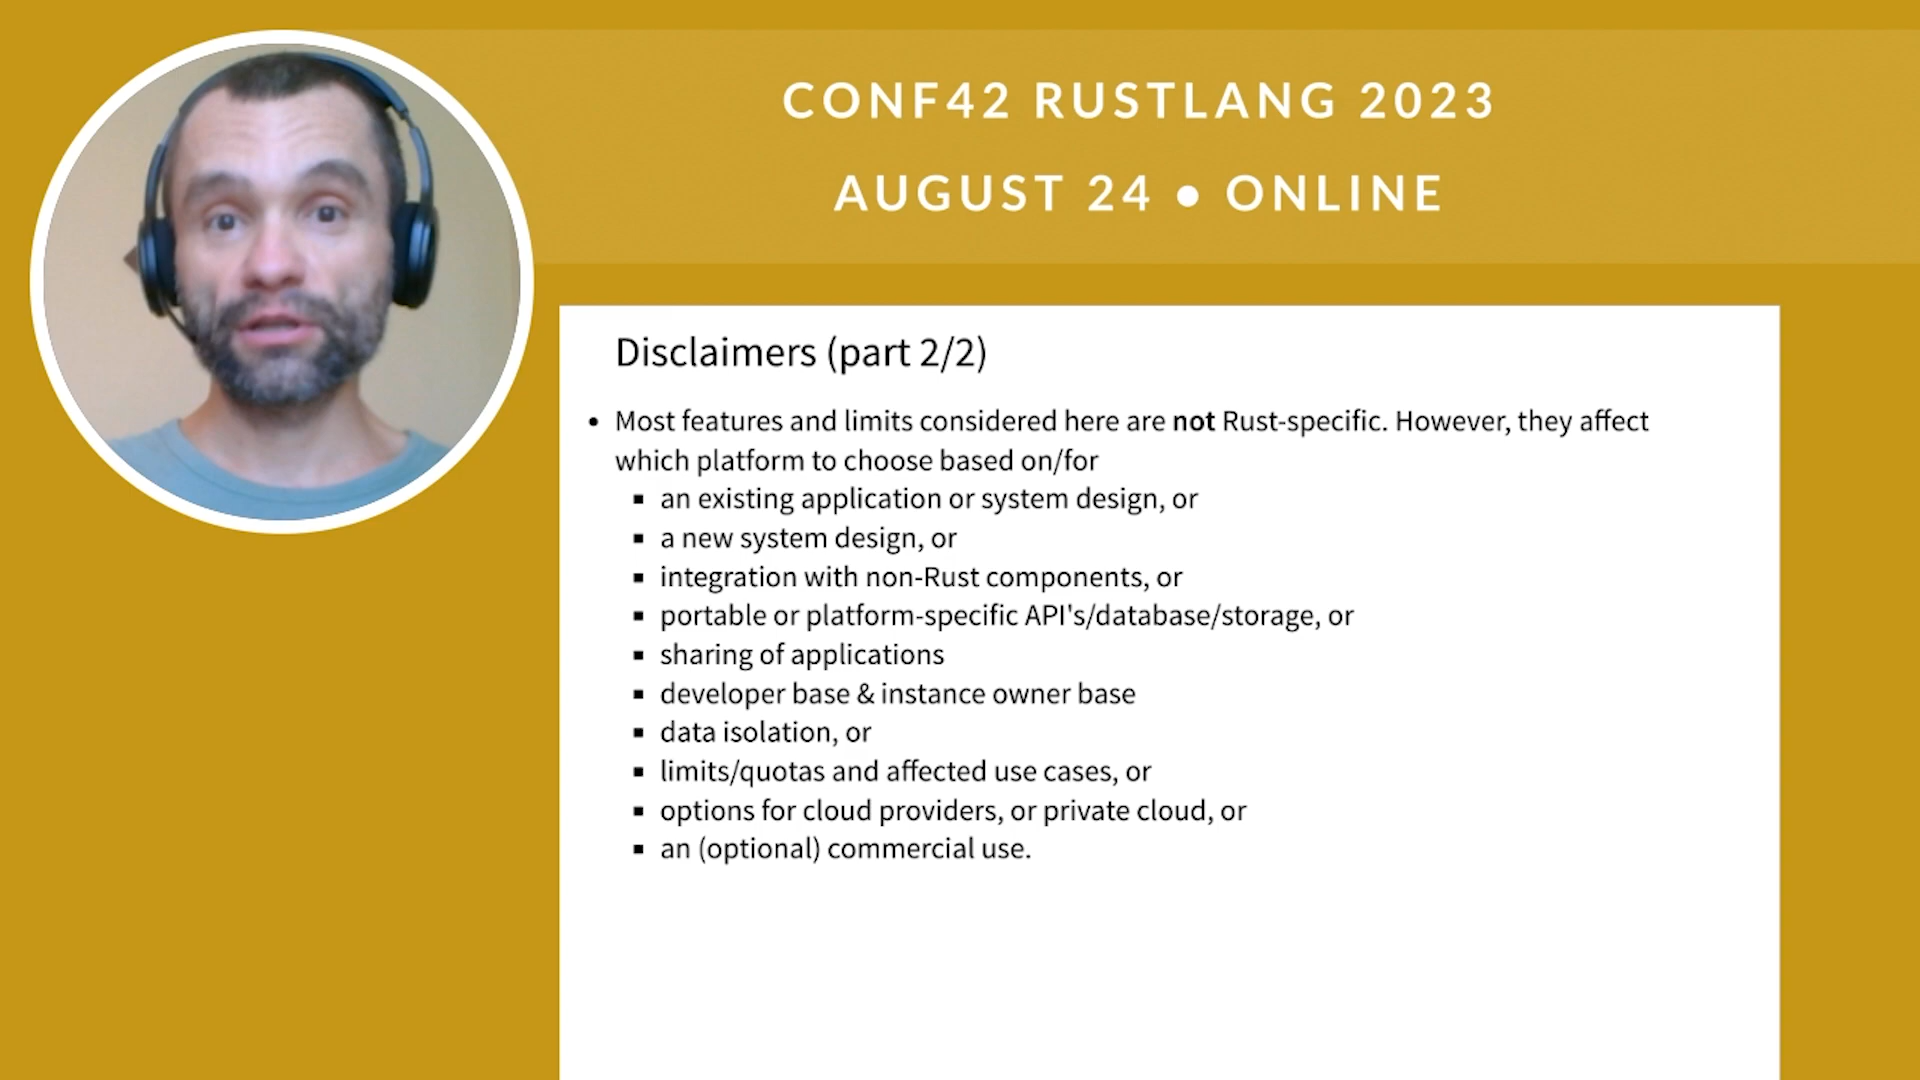 CONF42 RUSTLANG 2023
AUGUST 24 • ONLINE
Disclaimers (part 2/2)
• Most features and limits considered here are not Rust-specific. However, they affect
which platform to choose based on/for
▪ an existing application or system design, or
▪ a new system design, or
▪ integration with non-Rust components, or
▪ portable or platform-specific API's/database/storage, or
▪ sharing of applications
▪ developer base & instance owner base
▪ data isolation, or
▪ limits/quotas and affected use cases, or
▪ options for cloud providers, or private cloud, or
▪ an (optional) commercial use.